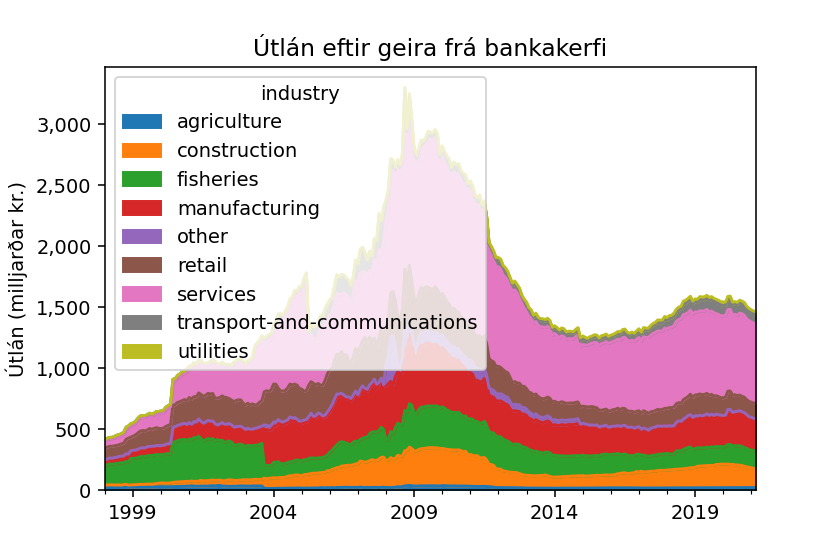 Útlán eftir geira frá bankakerfi
Útlán (milljarðar kr.)
3,000
2,500
2,000
1,500
1,000
500
0
industry
agriculture
construction
fisheries
manufacturing
other
retail
services
transport-and-communications
utilities
1999
2004
2009
2014
2019